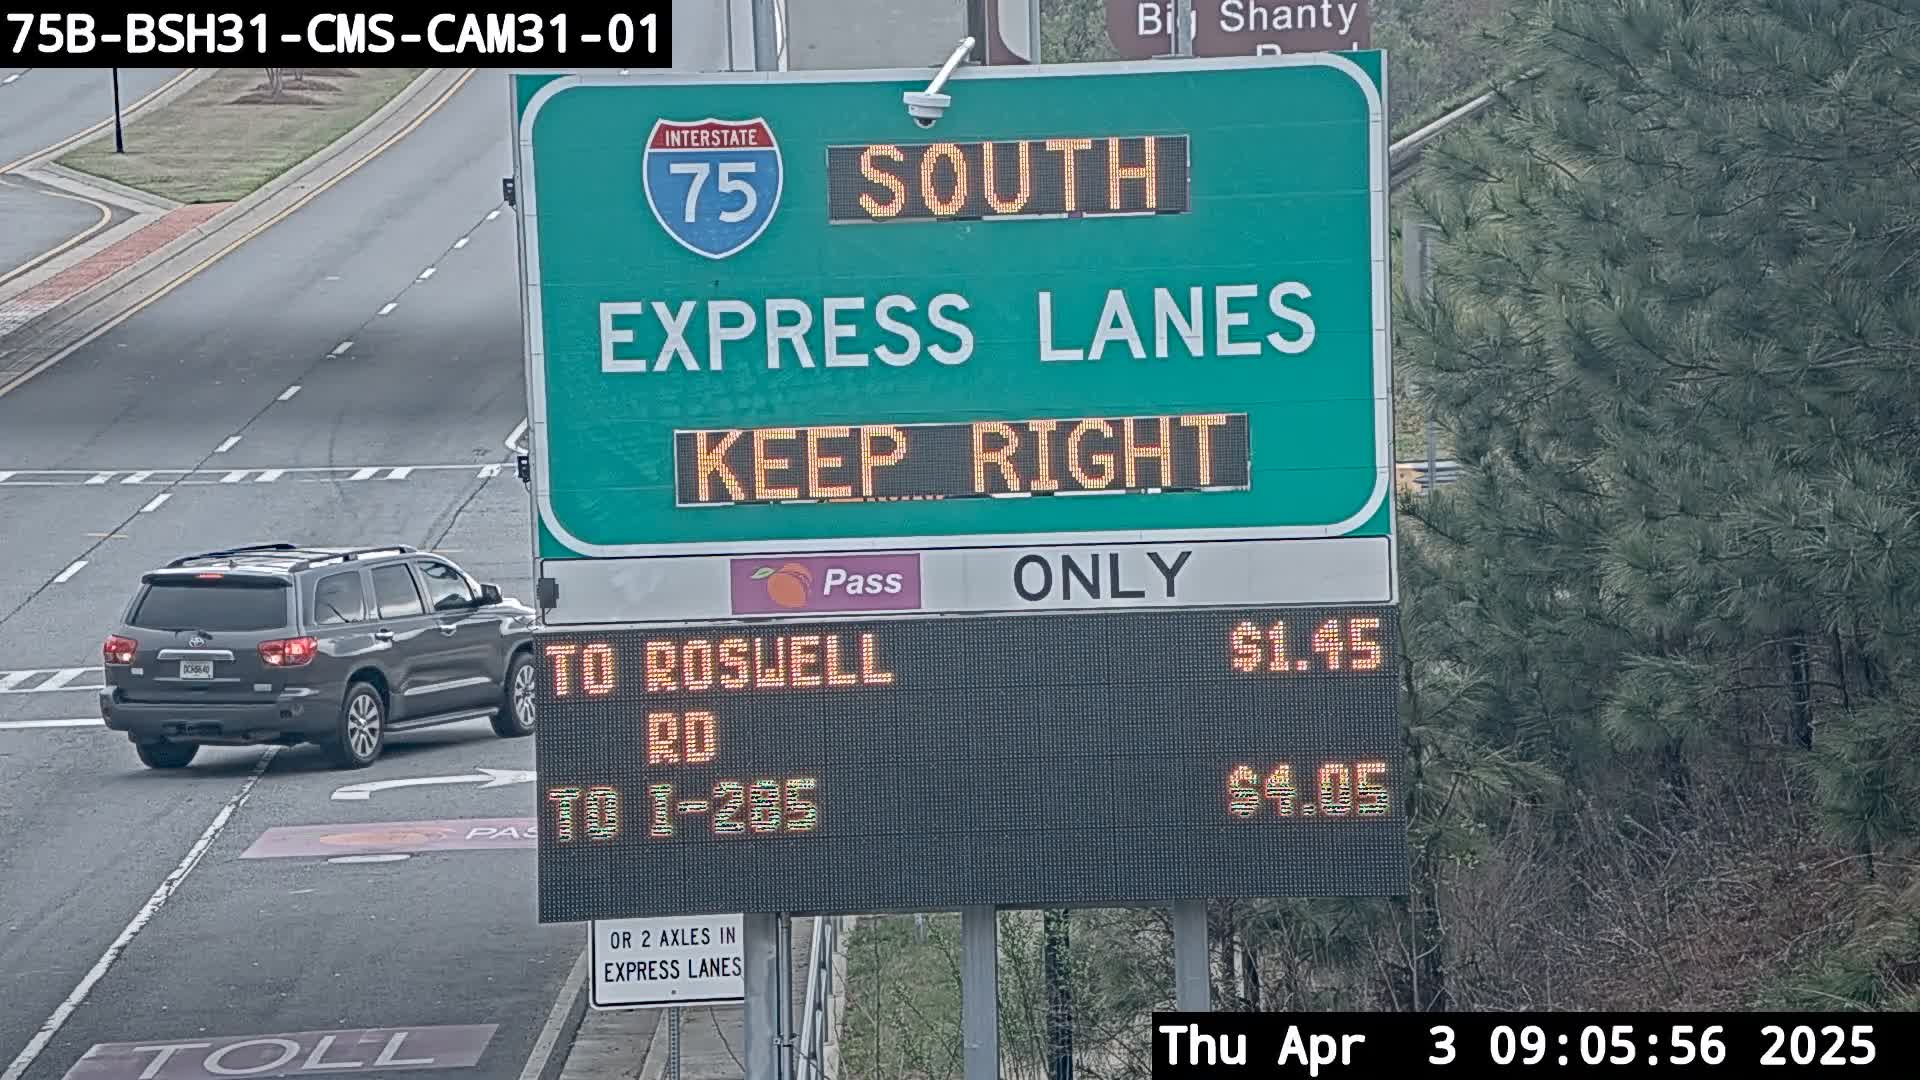 75B-BSH31-CMS-CAM31-01
Big Shanty
INTERSTATE
75
SOUTH
EXPRESS LANES
KEEP RIGHT
Pass ONLY
TO ROSWELL $1.45
RD
TO I-285 $4.05
OR 2 AXLES IN
EXPRESS LANES
TOLL
Thu Apr 3 09:05:56 2025